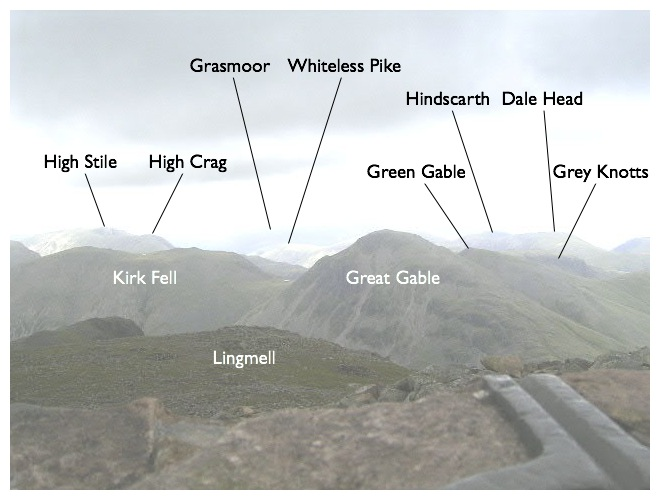 Grasmoor
Whiteless Pike
Hindscarth
Dale Head
High Stile
High Crag
Green Gable
Grey Knotts
Kirk Fell
Great Gable
Lingmell